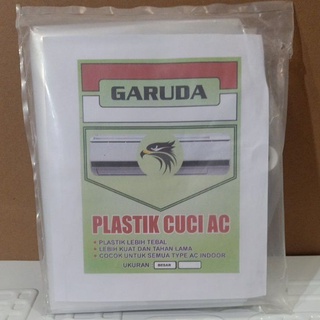 GARUDA
PLASTIK CUCI AC
PLASTIK LEBIH TEBAL
LEBIH KUAT DAN TAHAN LAMA
COCOK UNTUK SEMUA TYPE AC INDOOR
UKURAN :